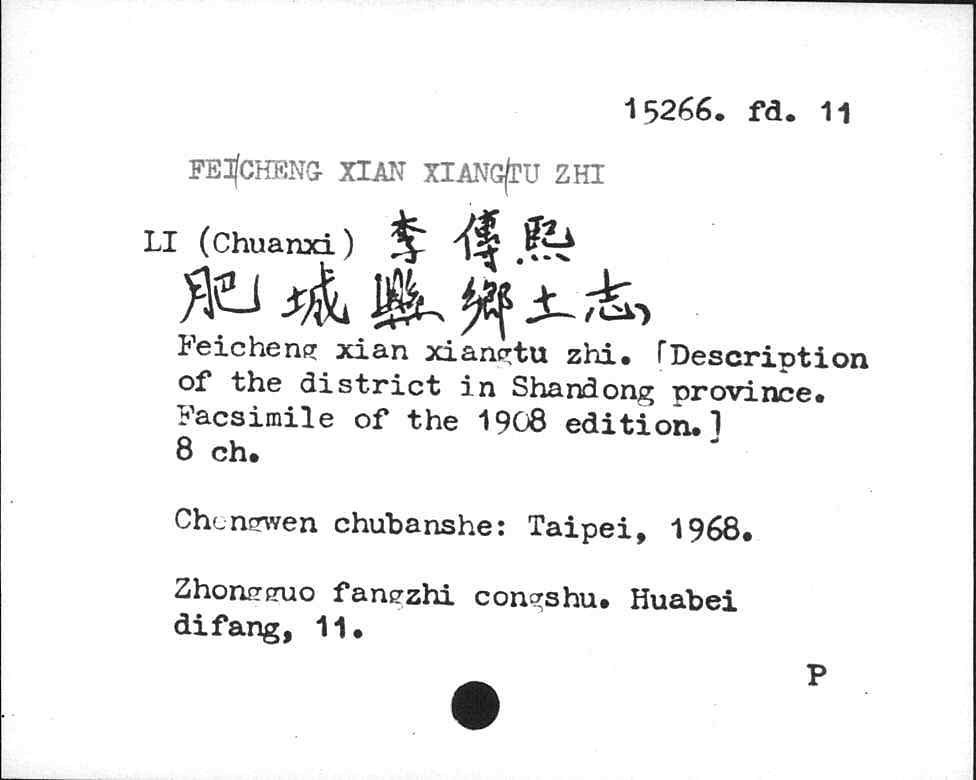 15266. fd. 11
FEI/CHENG XIAN XIANG/TU ZHI
LI (Chuanxi) 李傳熙
肥城縣鄉土志
Feicheng xian xiangtu zhi. [Description
of the district in Shandong province.
Facsimile of the 1908 edition.]
8 ch.
Chengwen chubanshe: Taipei, 1968.
Zhongguo fangzhi congshu. Huabei
difang, 11.
P